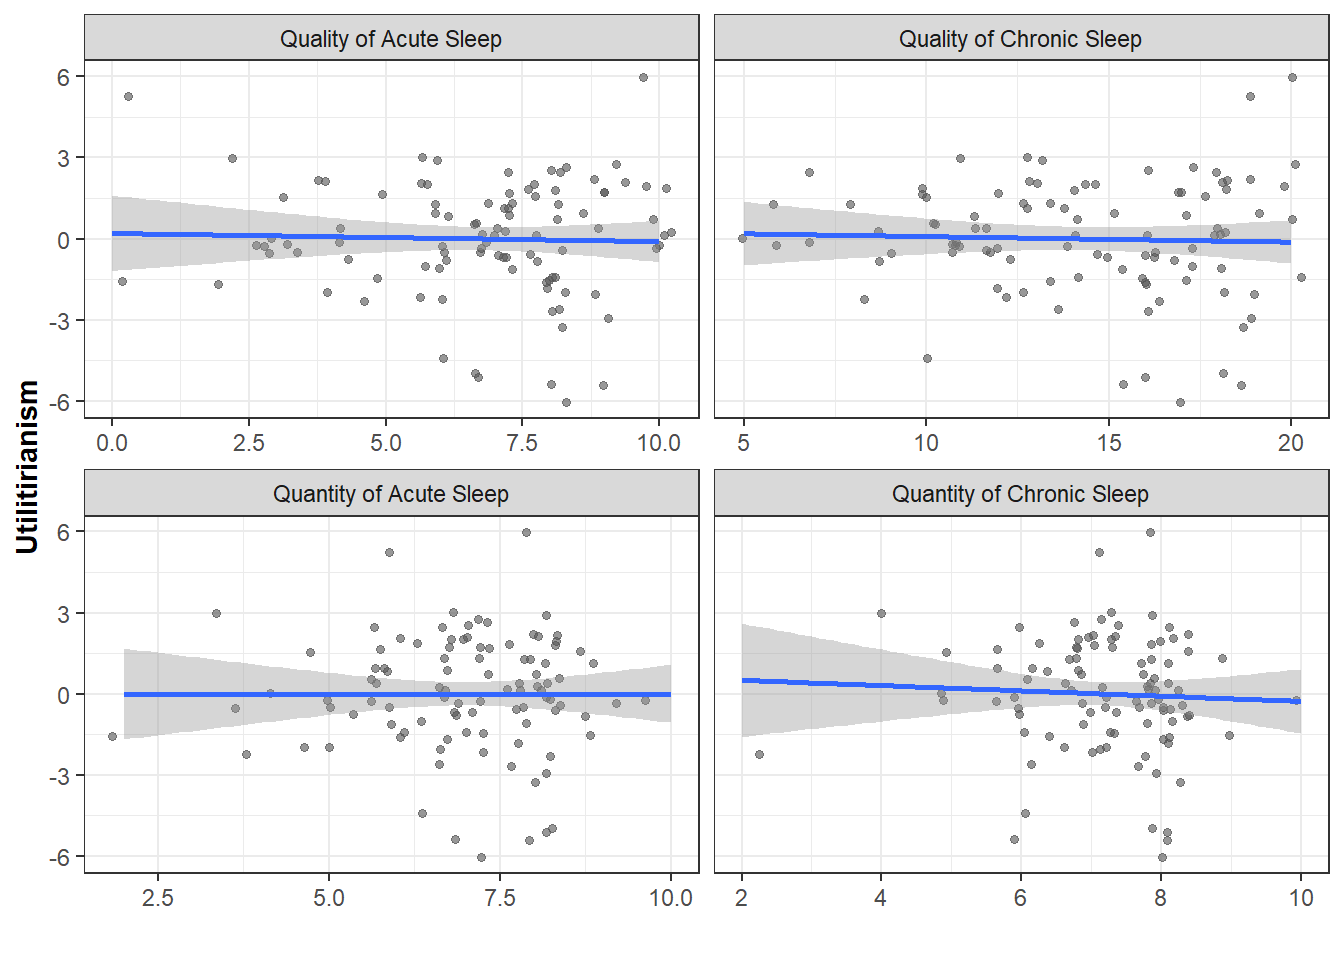 Quality of Acute Sleep
Quality of Chronic Sleep
6
3
0
-3
-6
0.0 2.5 5.0 7.5 10.0
5 10 15 20
Utilitirianism
Quantity of Acute Sleep
Quantity of Chronic Sleep
6
3
0
-3
-6
2.5 5.0 7.5 10.0
2 4 6 8 10